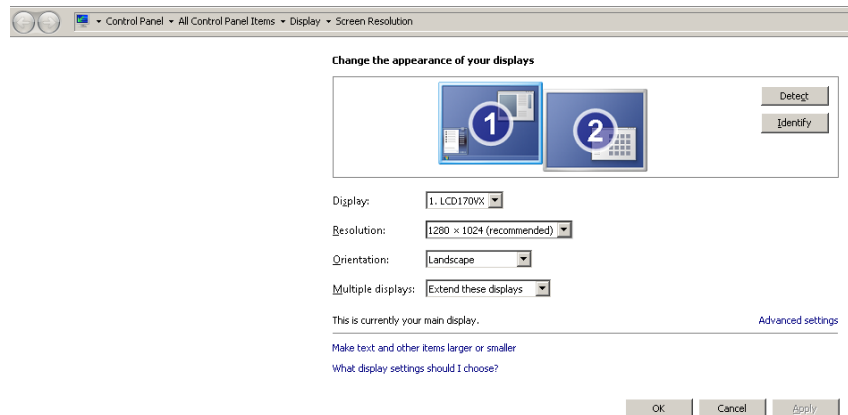 Control Panel ▾ All Control Panel Items ▾ Display ▾ Screen Resolution
Change the appearance of your displays
1
2
Detect
Identify
Display: 1. LCD170VX
Resolution: 1280 × 1024 (recommended)
Orientation: Landscape
Multiple displays: Extend these displays
This is currently your main display. Advanced settings
Make text and other items larger or smaller
What display settings should I choose?
OK Cancel Apply